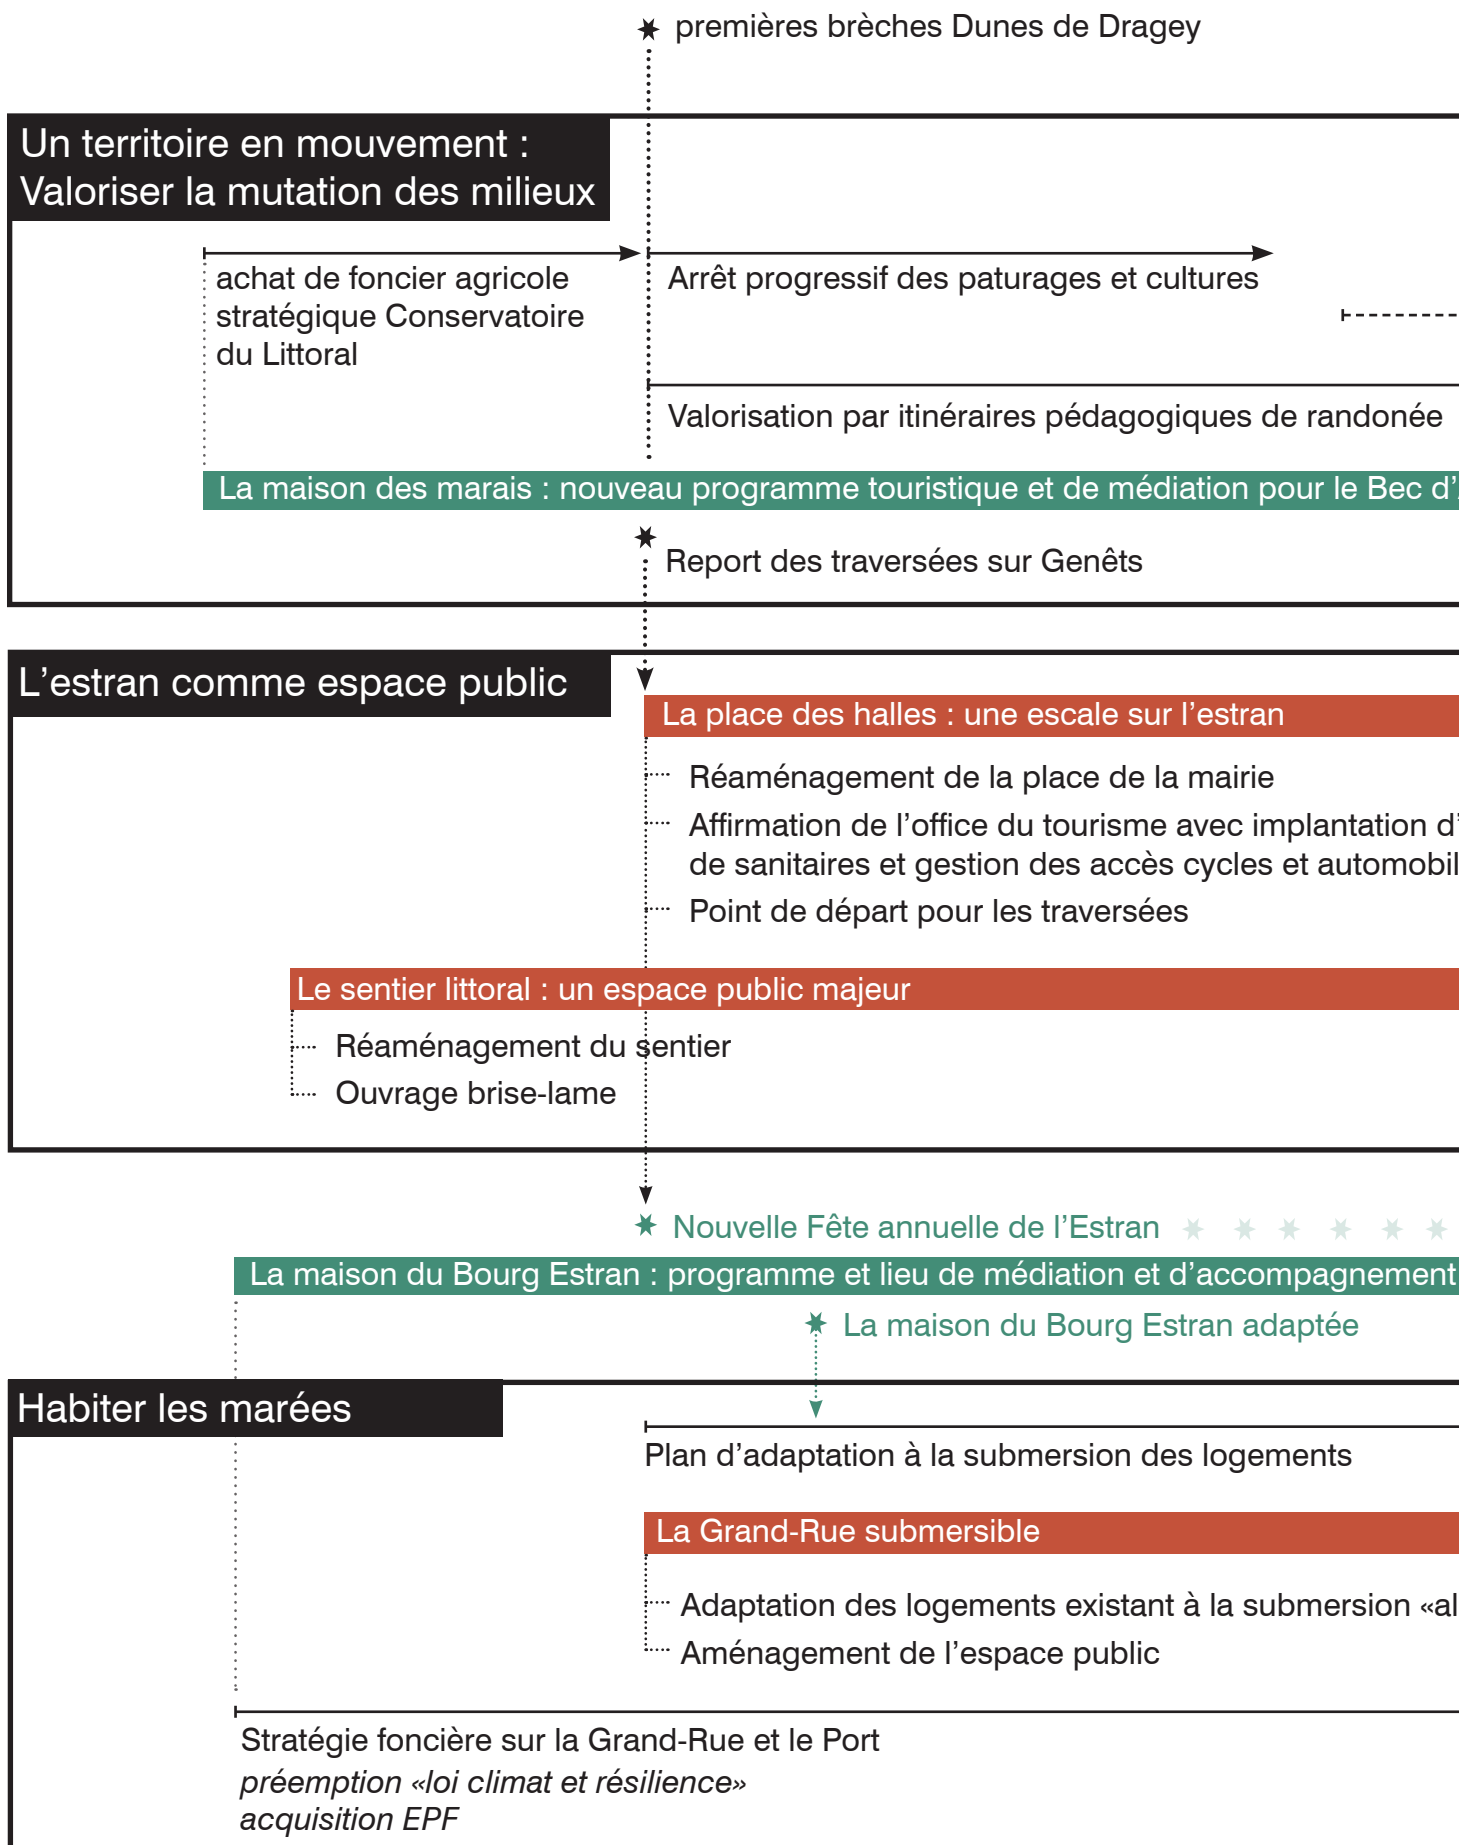 premières brèches Dunes de Dragey
Un territoire en mouvement :
Valoriser la mutation des milieux
achat de foncier agricole
stratégique Conservatoire
du Littoral
Arrêt progressif des paturages et cultures
Valorisation par itinéraires pédagogiques de randonée
La maison des marais : nouveau programme touristique et de médiation pour le Bec d'
Report des traversées sur Genêts
L'estran comme espace public
La place des halles : une escale sur l'estran
Réaménagement de la place de la mairie
Affirmation de l'office du tourisme avec implantation d'
de sanitaires et gestion des accès cycles et automobil
Point de départ pour les traversées
Le sentier littoral : un espace public majeur
Réaménagement du sentier
Ouvrage brise-lame
Nouvelle Fête annuelle de l'Estran
La maison du Bourg Estran : programme et lieu de médiation et d'accompagnement
La maison du Bourg Estran adaptée
Habiter les marées
Plan d'adaptation à la submersion des logements
La Grand-Rue submersible
Adaptation des logements existant à la submersion «al
Aménagement de l'espace public
Stratégie foncière sur la Grand-Rue et le Port
préemption «loi climat et résilience»
acquisition EPF